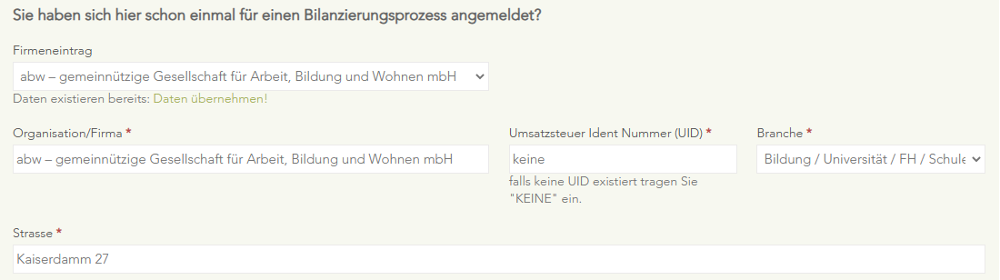 Sie haben sich hier schon einmal für einen Bilanzierungsprozess angemeldet?
Firmeneintrag
abw – gemeinnützige Gesellschaft für Arbeit, Bildung und Wohnen mbH
Daten existieren bereits: Daten übernehmen!
Organisation/Firma *
abw – gemeinnützige Gesellschaft für Arbeit, Bildung und Wohnen mbH
Umsatzsteuer Ident Nummer (UID) *
keine
falls keine UID existiert tragen Sie
"KEINE" ein.
Branche *
Bildung / Universität / FH / Schule
Strasse *
Kaiserdamm 27